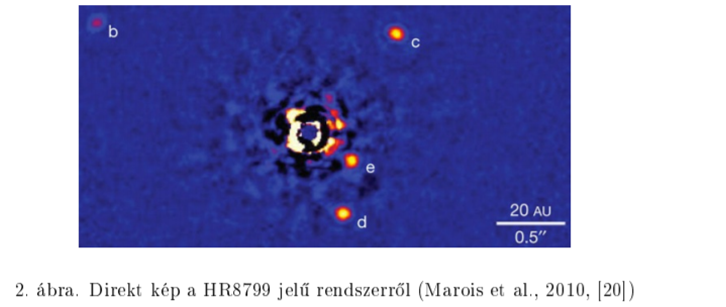 b
c
e
d
20 AU
0.5″
2. ábra. Direkt kép a HR8799 jelű rendszerről (Marois et al., 2010, [20])